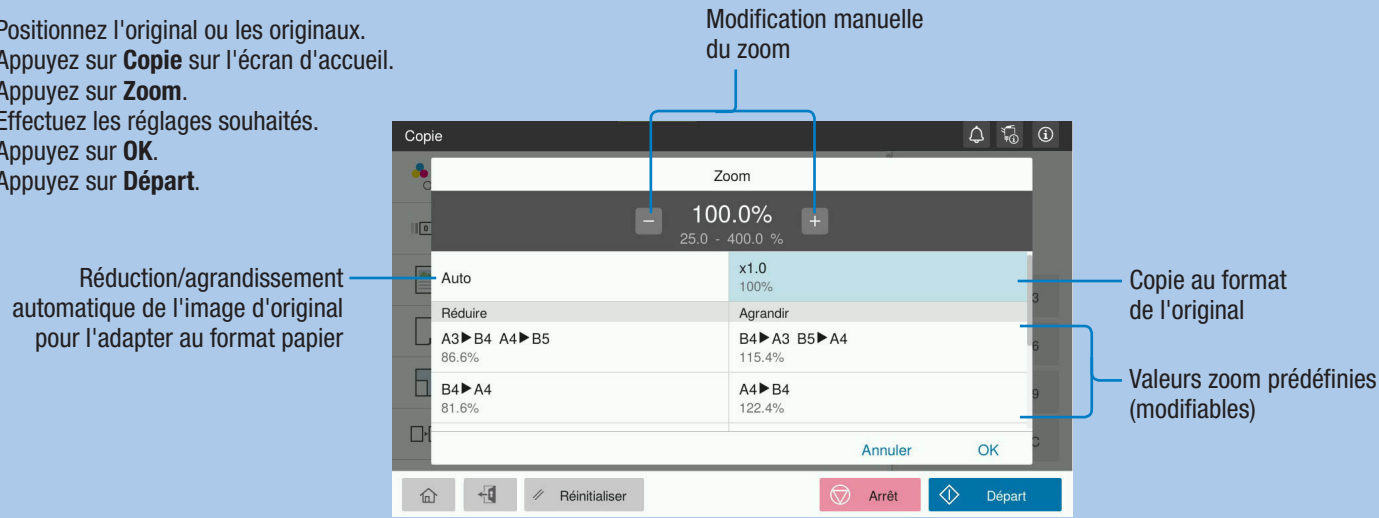 Positionnez l'original ou les originaux.
Appuyez sur Copie sur l'écran d'accueil.
Appuyez sur Zoom.
Effectuez les réglages souhaités.
Appuyez sur OK.
Appuyez sur Départ.
Modification manuelle
du zoom
Réduction/agrandissement
automatique de l'image d'original
pour l'adapter au format papier
Copie
Zoom
− 100.0% +
25.0 - 400.0 %
Auto
x1.0
100%
Réduire
Agrandir
A3▶B4 A4▶B5
86.6%
B4▶A3 B5▶A4
115.4%
B4▶A4
81.6%
A4▶B4
122.4%
Annuler
OK
0
3
6
9
C
Réinitialiser
Arrêt
Départ
Copie au format
de l'original
Valeurs zoom prédéfinies
(modifiables)